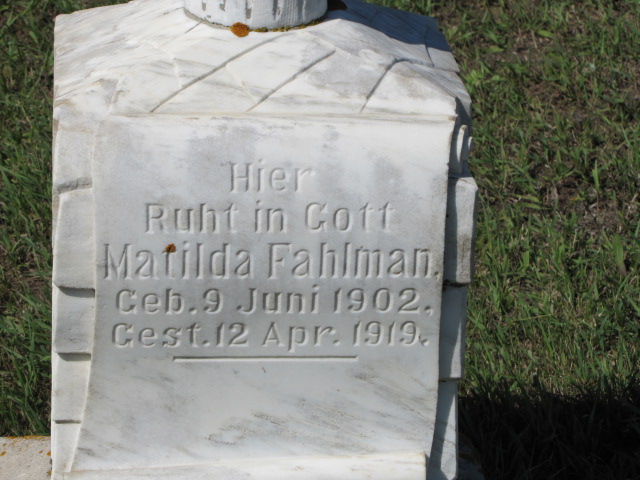 Hier
Ruht in Gott
Matilda Fahlman,
Geb. 9 Juni 1902,
Gest. 12 Apr. 1919.